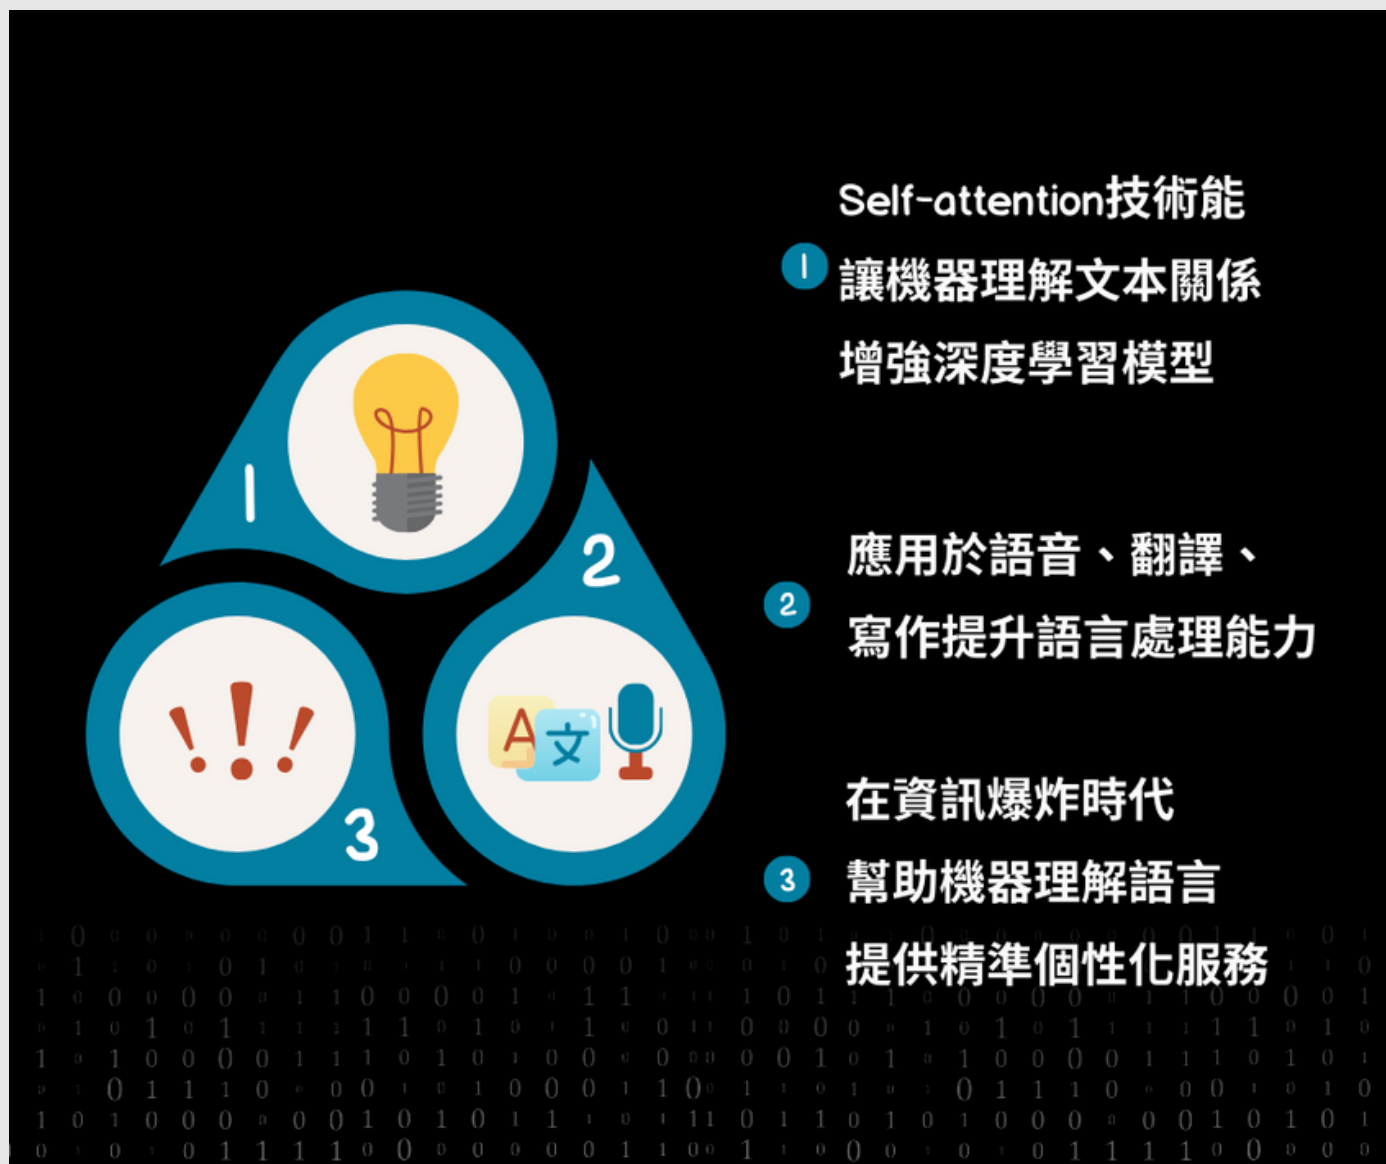 Self-attention技術能
1 讓機器理解文本關係
增強深度學習模型
應用於語音、翻譯、
2
寫作提升語言處理能力
在資訊爆炸時代
3 幫助機器理解語言
提供精準個性化服務
1
2
A 文
3
! ! !